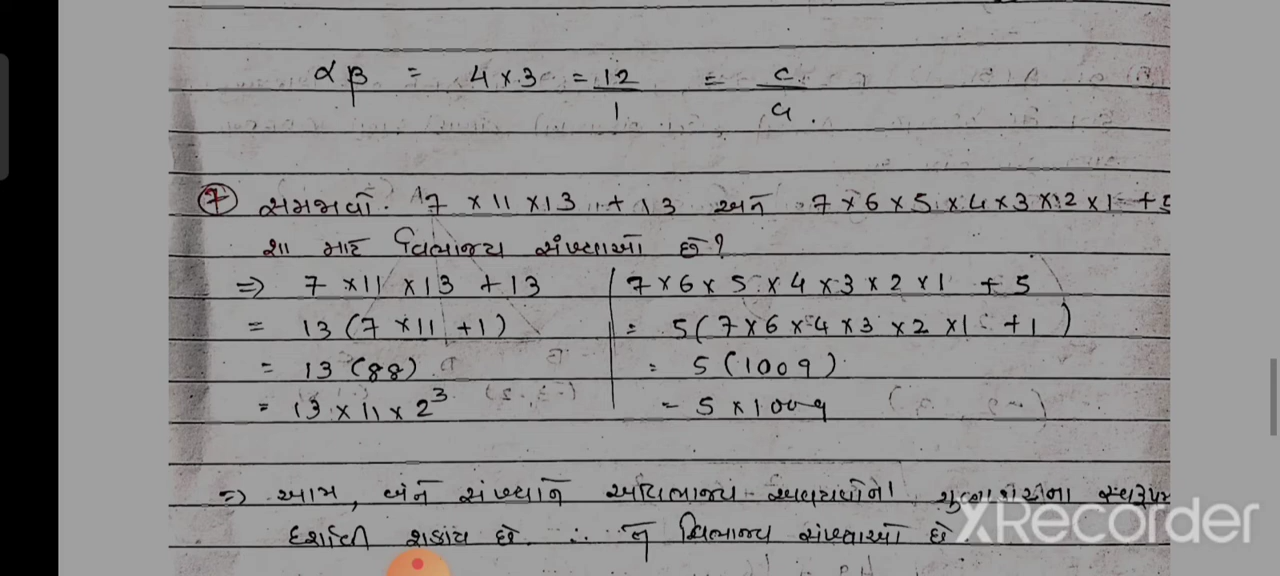 αβ = 4 × 3 = 12/1 = c/a.
(7) સમજાવો. 7 × 11 × 13 + 13 અને 7 × 6 × 5 × 4 × 3 × 2 × 1 + 5
શા માટે વિભાજ્ય સંખ્યાઓ છે?
⇒ 7 × 11 × 13 + 13 | 7 × 6 × 5 × 4 × 3 × 2 × 1 + 5
= 13 (7 × 11 + 1) | = 5 (7 × 6 × 4 × 3 × 2 × 1 + 1)
= 13 (88) | = 5 (1009)
= 13 × 11 × 2³ | = 5 × 1009
⇒ આમ, બંને સંખ્યાને અવિભાજ્ય અવયવોના
દર્શાવી શકાય છે. ∴ તે વિભાજ્ય સંખ્યાઓ છે.
XRecorder